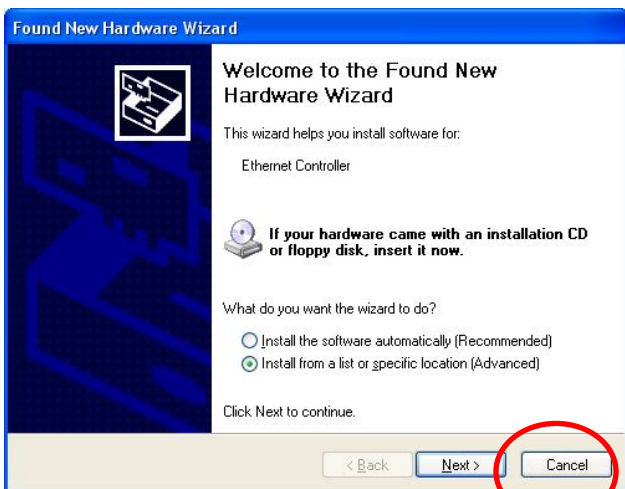 Found New Hardware Wizard
Welcome to the Found New
Hardware Wizard
This wizard helps you install software for:
Ethernet Controller
If your hardware came with an installation CD
or floppy disk, insert it now.
What do you want the wizard to do?
Install the software automatically (Recommended)
Install from a list or specific location (Advanced)
Click Next to continue.
< Back Next > Cancel